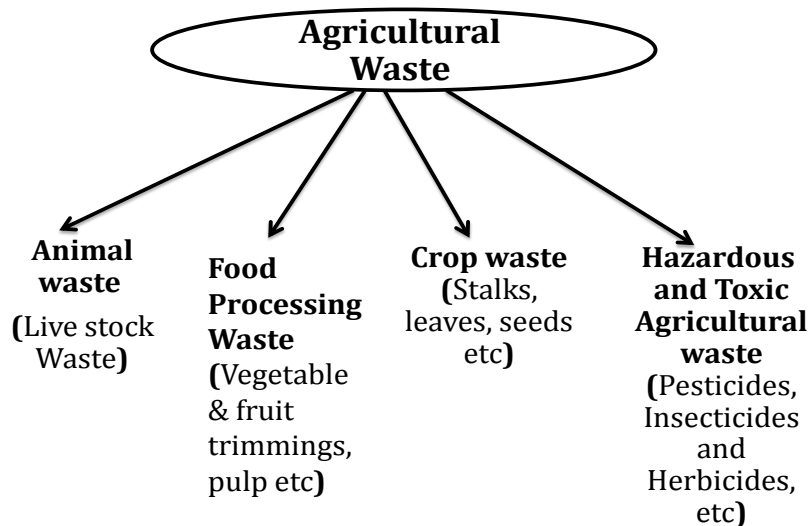 Agricultural
Waste
Animal
waste
(Live stock
Waste)
Food
Processing
Waste
(Vegetable
& fruit
trimmings,
pulp etc)
Crop waste
(Stalks,
leaves, seeds
etc)
Hazardous
and Toxic
Agricultural
waste
(Pesticides,
Insecticides
and
Herbicides,
etc)